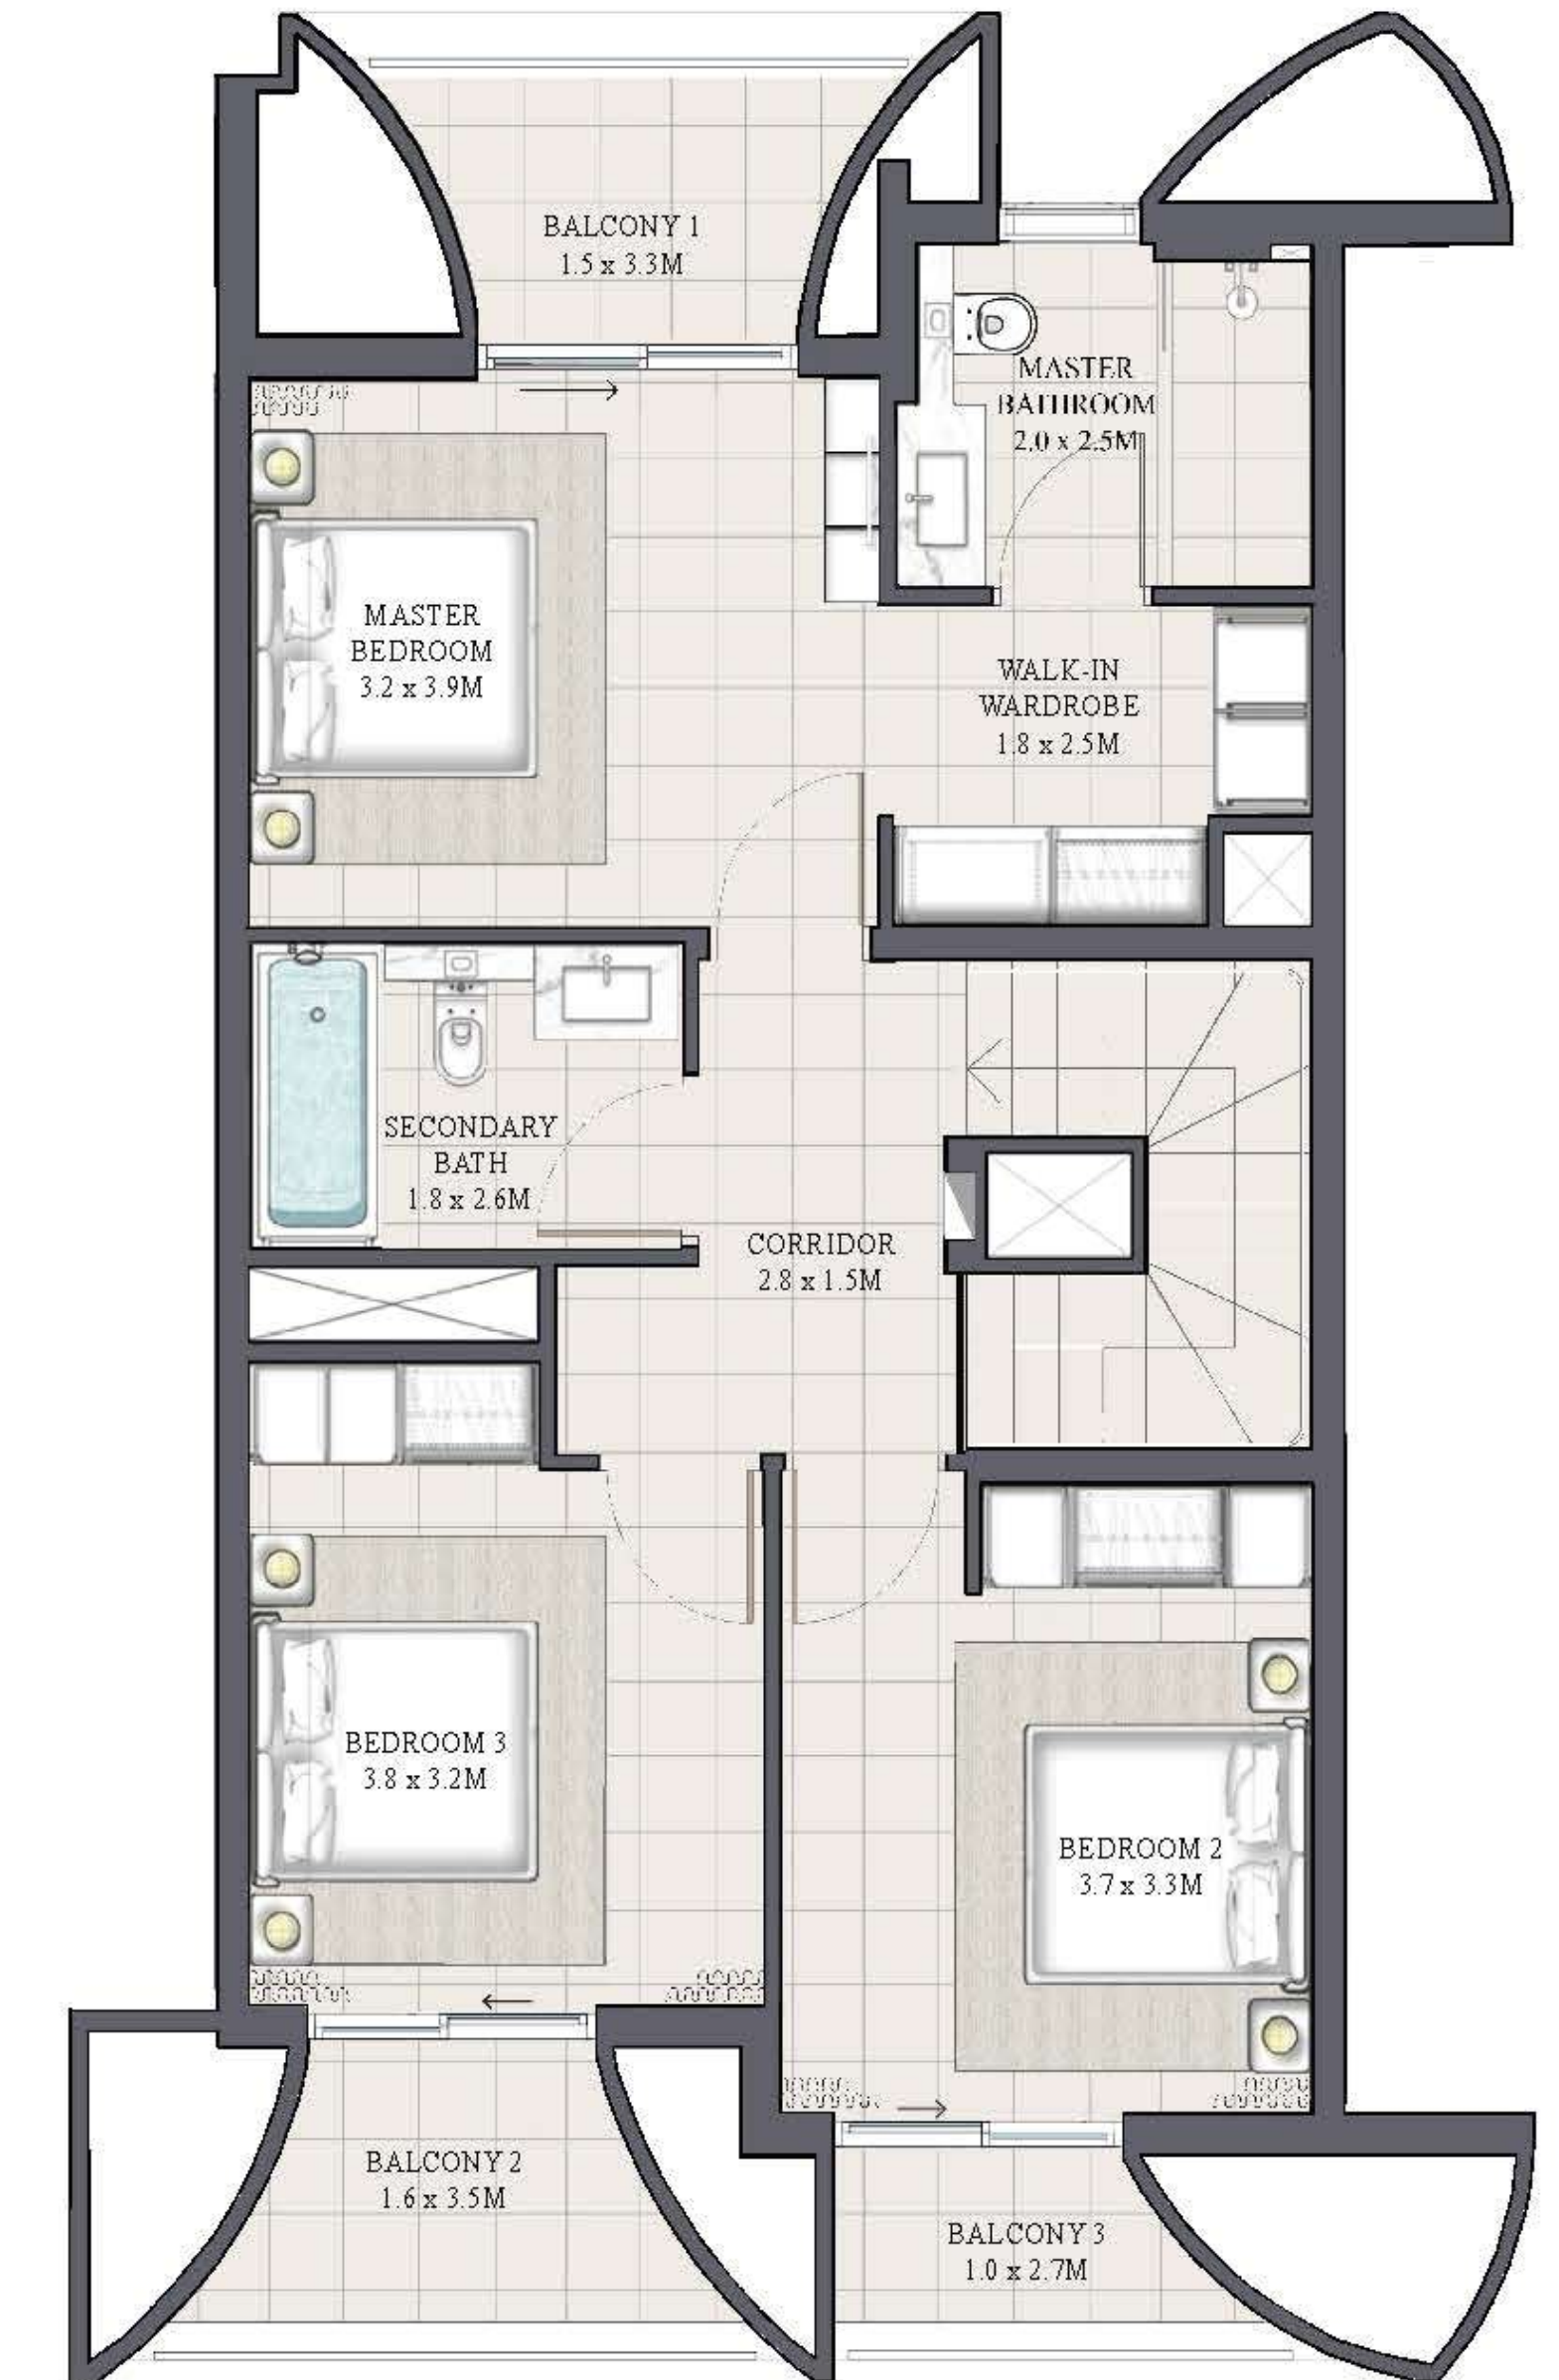 BALCONY 1
1.5 x 3.3M
MASTER
BATHROOM
2.0 x 2.5M
MASTER
BEDROOM
3.2 x 3.9M
WALK-IN
WARDROBE
1.8 x 2.5M
SECONDARY
BATH
1.8 x 2.6M
CORRIDOR
2.8 x 1.5M
BEDROOM 3
3.8 x 3.2M
BEDROOM 2
3.7 x 3.3M
BALCONY 2
1.6 x 3.5M
BALCONY 3
1.0 x 2.7M